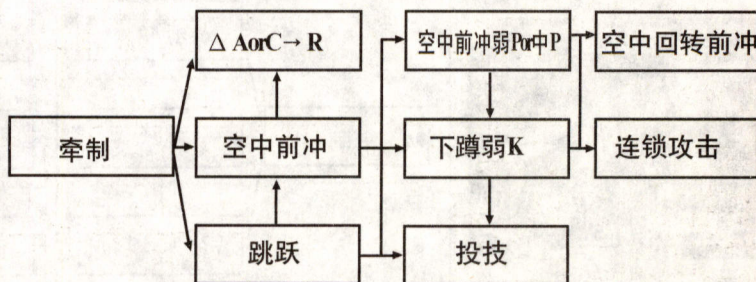 △ AorC→ R
空中前冲弱Por中P
空中回转前冲
牵制
空中前冲
下蹲弱K
连锁攻击
跳跃
投技